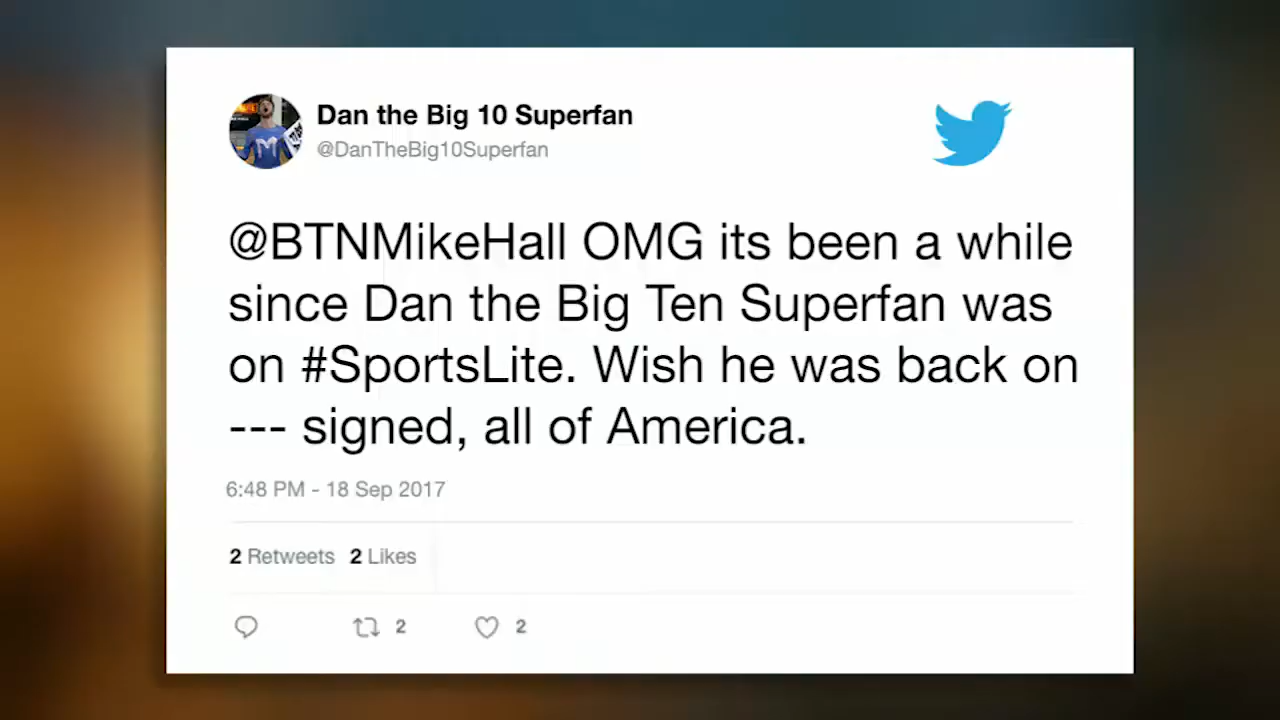 Dan the Big 10 Superfan
@DanTheBig10Superfan
@BTNMikeHall OMG its been a while
since Dan the Big Ten Superfan was
on #SportsLite. Wish he was back on
--- signed, all of America.
6:48 PM - 18 Sep 2017
2 Retweets 2 Likes
2 2